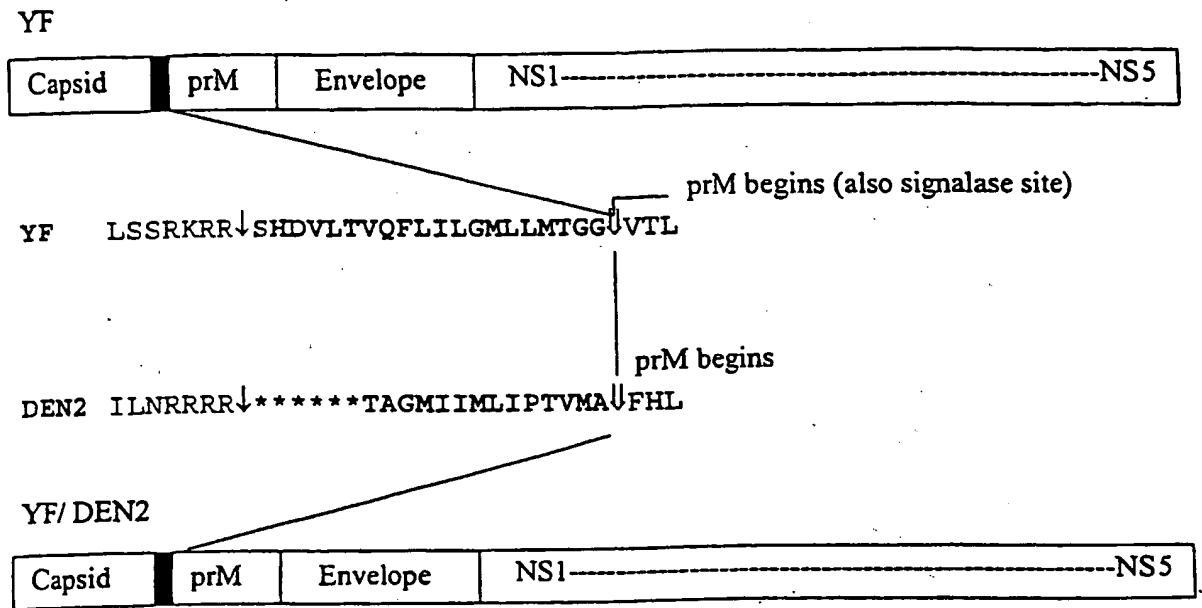 YF
Capsid prM Envelope NS1--------------------------------------------------NS5
prM begins (also signalase site)
YF LSSRKRR↓SHDVLTVQFLILGMLLMTGG⇓VTL
prM begins
DEN2 ILNRRRR↓******TAGMIIMLIPTVMA⇓FHL
YF/ DEN2
Capsid prM Envelope NS1--------------------------------------------------NS5